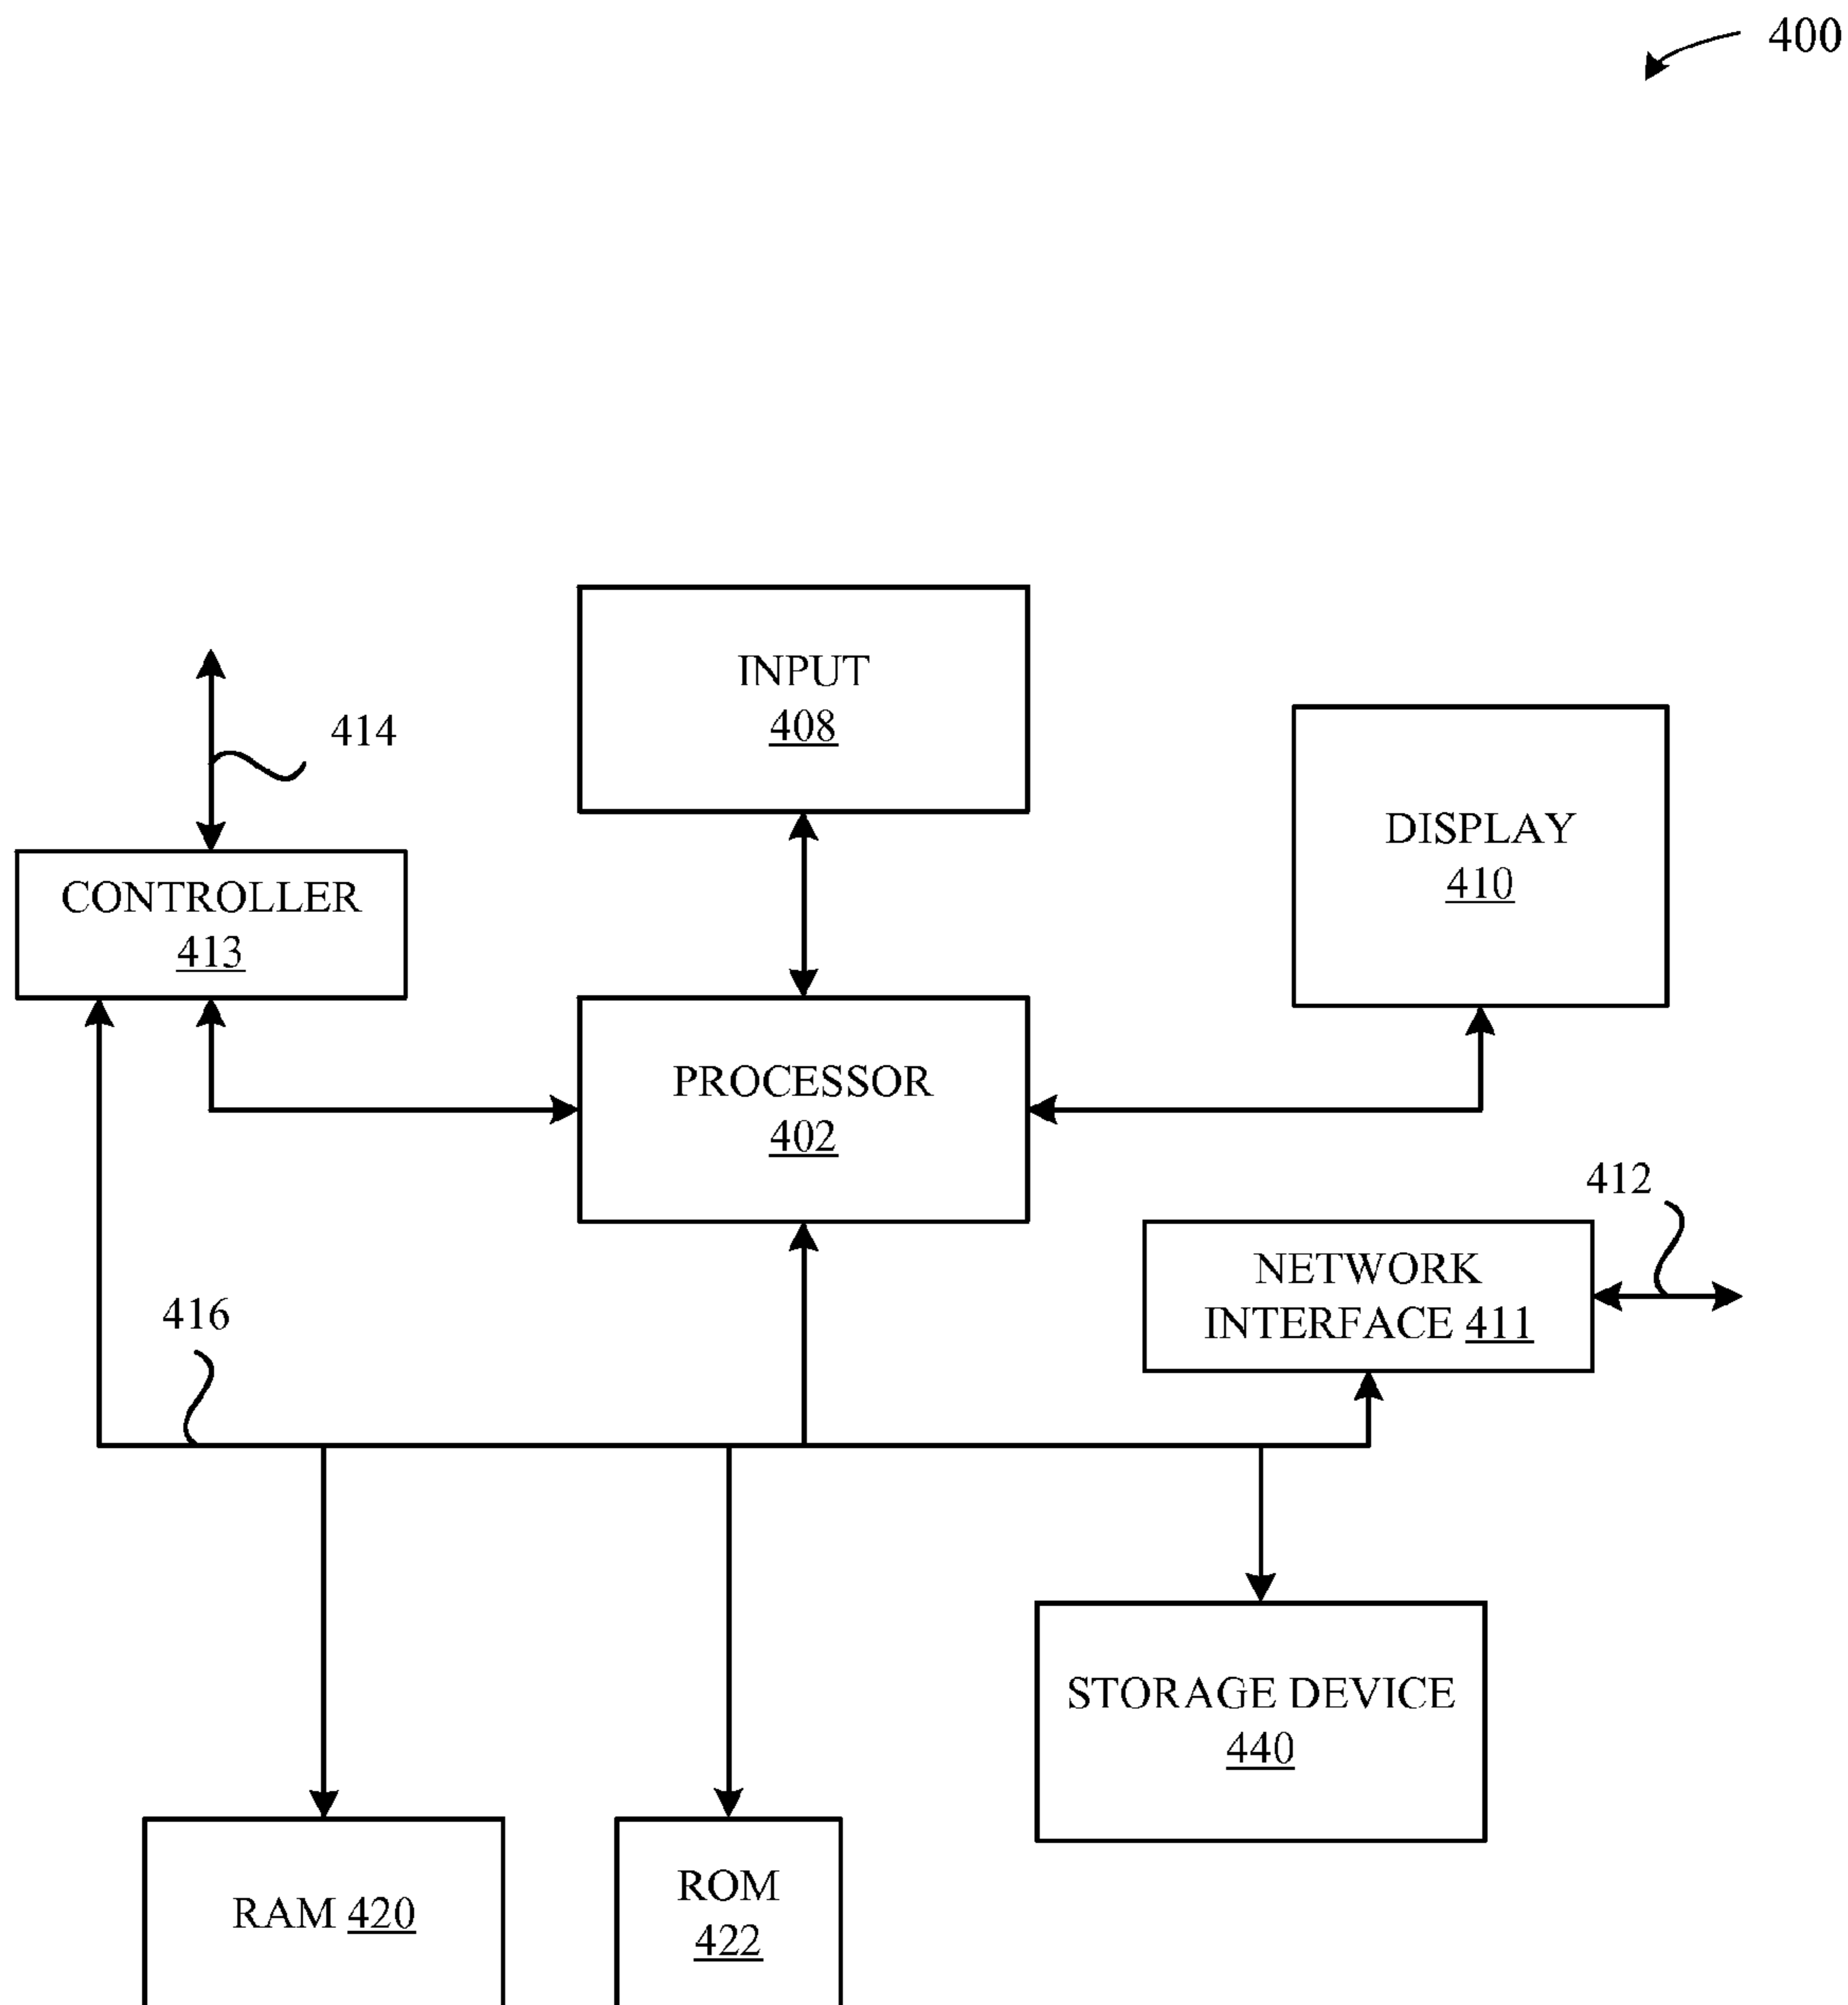 400
INPUT
408
414
DISPLAY
410
CONTROLLER
413
PROCESSOR
402
412
NETWORK
INTERFACE 411
416
STORAGE DEVICE
440
RAM 420
ROM
422